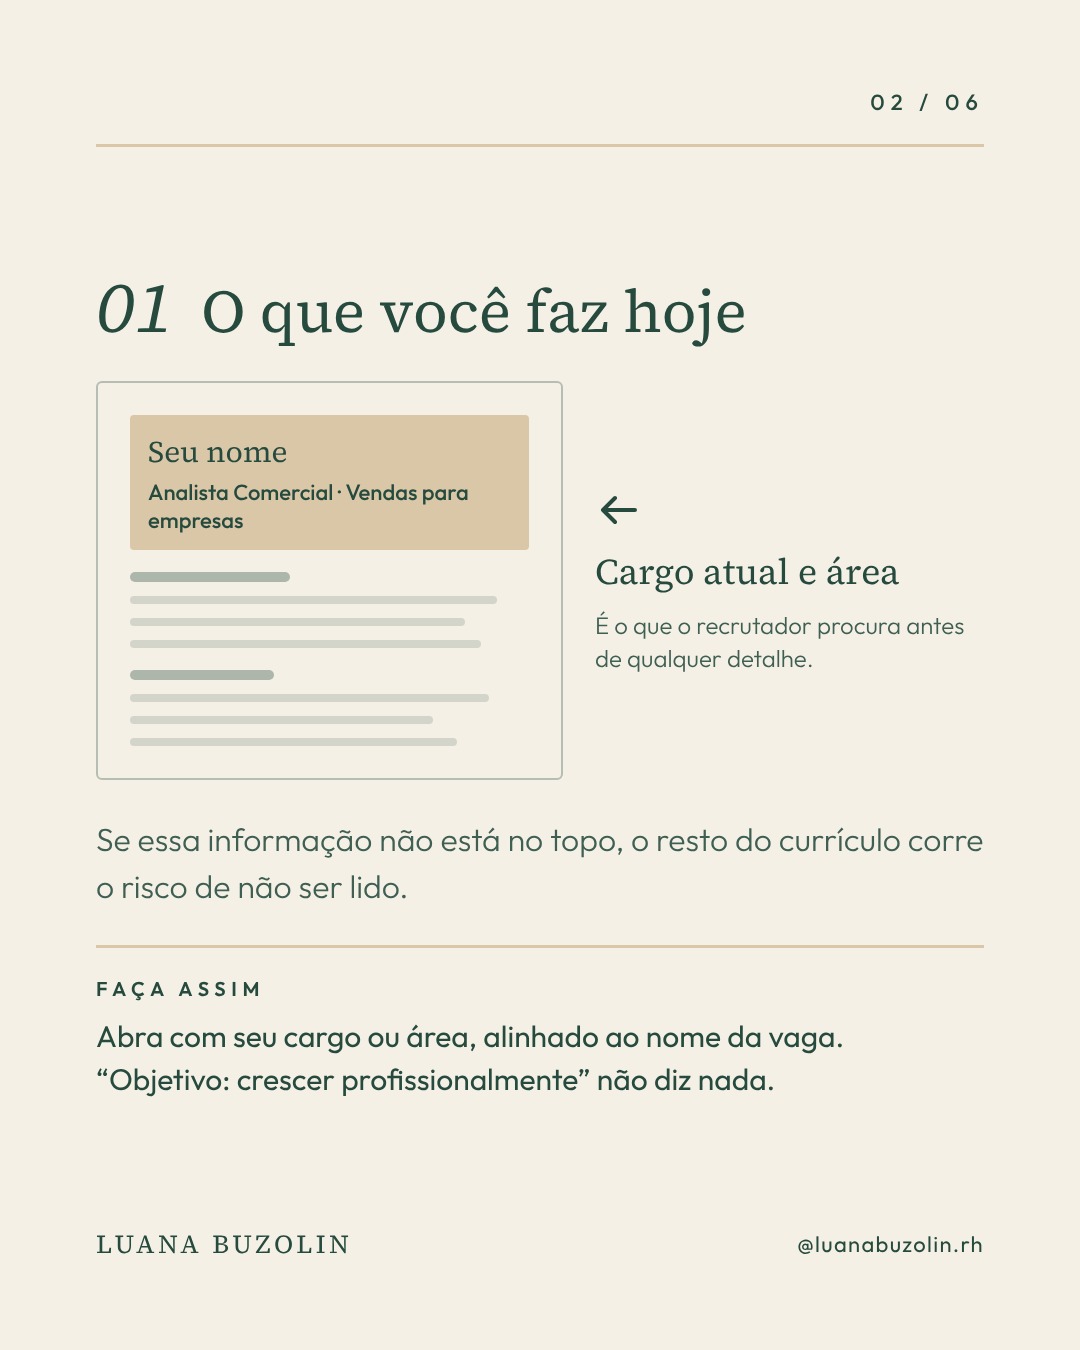 02 / 06
01 O que você faz hoje
Seu nome
Analista Comercial · Vendas para
empresas
Cargo atual e área
É o que o recrutador procura antes
de qualquer detalhe.
Se essa informação não está no topo, o resto do currículo corre
o risco de não ser lido.
FAÇA ASSIM
Abra com seu cargo ou área, alinhado ao nome da vaga.
“Objetivo: crescer profissionalmente” não diz nada.
LUANA BUZOLIN
@luanabuzolin.rh